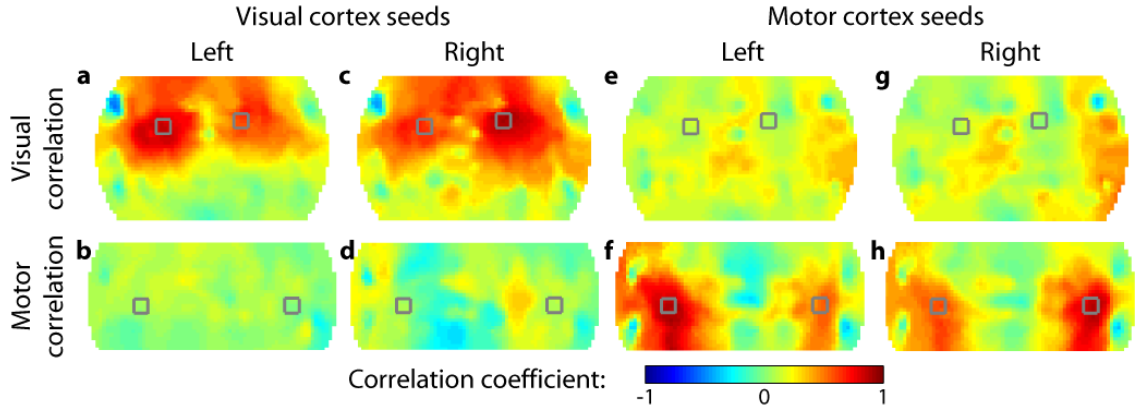 Visual cortex seeds Motor cortex seeds
Left Right Left Right
a c e g
Visual correlation
b d f h
Motor correlation
Correlation coefficient: -1 0 1